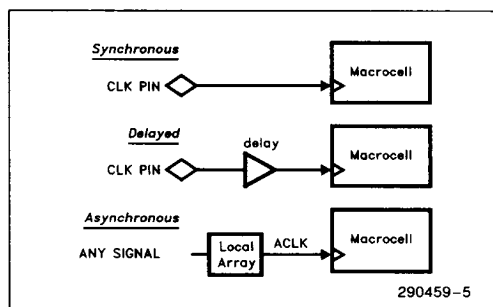 Synchronous
CLK PIN
Macrocell
Delayed
delay
CLK PIN
Macrocell
Asynchronous
ANY SIGNAL
Local
Array
ACLK
Macrocell
290459-5